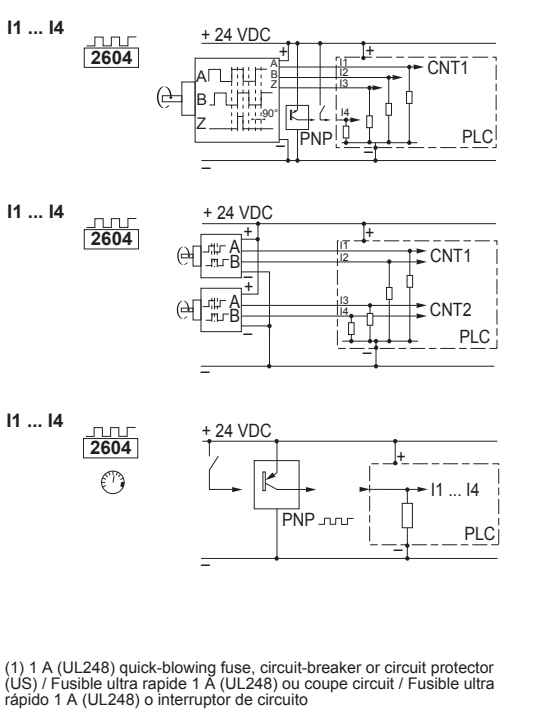 I1 ... I4
2604
+ 24 VDC
+
A
B
Z
A
B
Z
90°
–
PNP
I1
I2
I3
I4
+
CNT1
PLC
–
–
I1 ... I4
2604
+ 24 VDC
+
A
B
–
+
A
B
–
I1
I2
I3
I4
+
CNT1
CNT2
PLC
–
–
I1 ... I4
2604
+ 24 VDC
PNP
+
I1 ... I4
PLC
–
–
(1) 1 A (UL248) quick-blowing fuse, circuit-breaker or circuit protector
(US) / Fusible ultra rapide 1 A (UL248) ou coupe circuit / Fusible ultra
rápido 1 A (UL248) o interruptor de circuito